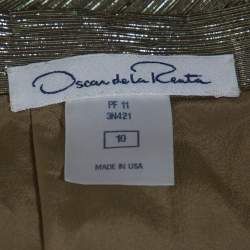 Oscar de la Renta
PF 11
3N421
10
MADE IN USA